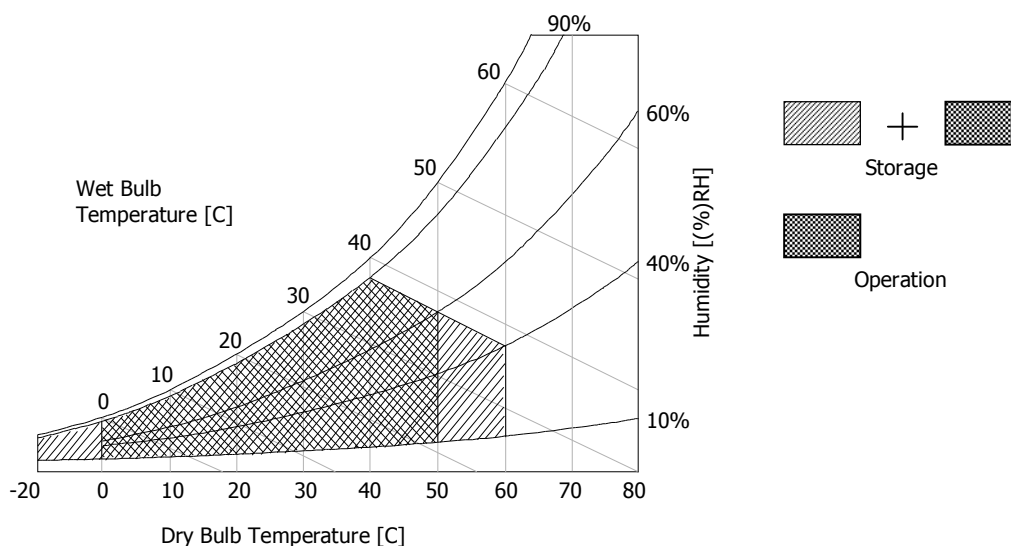 90%
60
60%
50
Wet Bulb
Temperature [C]
40
40%
30
20
10
0
10%
Humidity [(%)RH]
-20 0 10 20 30 40 50 60 70 80
Dry Bulb Temperature [C]
+
Storage
Operation